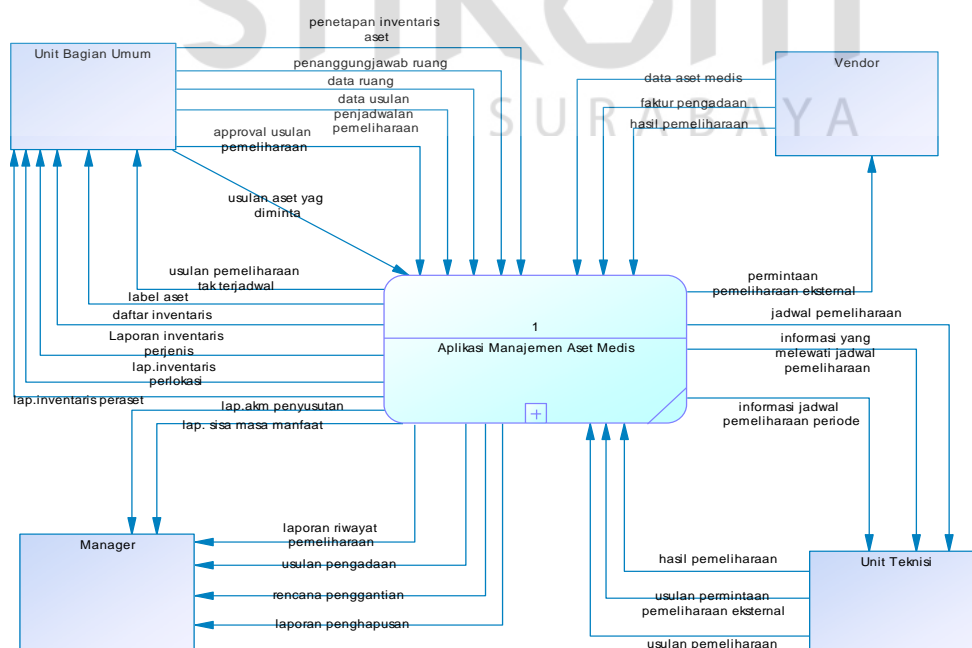 stikom
SURABAYA
Unit Bagian Umum
penetapan inventaris
aset
penanggungjawab ruang
data ruang
data usulan
penjadwalan
pemeliharaan
approval usulan
pemeliharaan
usulan aset yag
diminta
usulan pemeliharaan
tak terjadwal
label aset
daftar inventaris
Laporan inventaris
perjenis
lap.inventaris
perlokasi
lap.inventaris peraset
lap.akm penyusutan
lap. sisa masa manfaat
Vendor
data aset medis
faktur pengadaan
hasil pemeliharaan
permintaan
pemeliharaan eksternal
jadwal pemeliharaan
informasi yang
melewati jadwal
pemeliharaan
informasi jadwal
pemeliharaan periode
1
Aplikasi Manajemen Aset Medis
Manager
laporan riwayat
pemeliharaan
usulan pengadaan
rencana penggantian
laporan penghapusan
Unit Teknisi
hasil pemeliharaan
usulan permintaan
pemeliharaan eksternal
usulan pemeliharaan